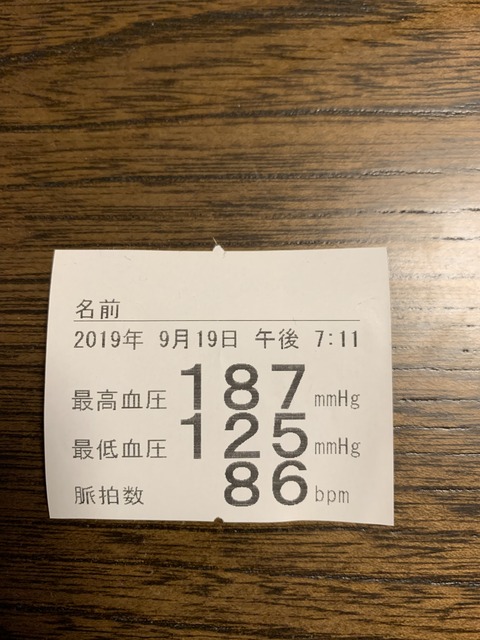 名前
2019年 9月19日 午後 7:11
最高血圧 187 mmHg
最低血圧 125 mmHg
脈拍数 86 bpm